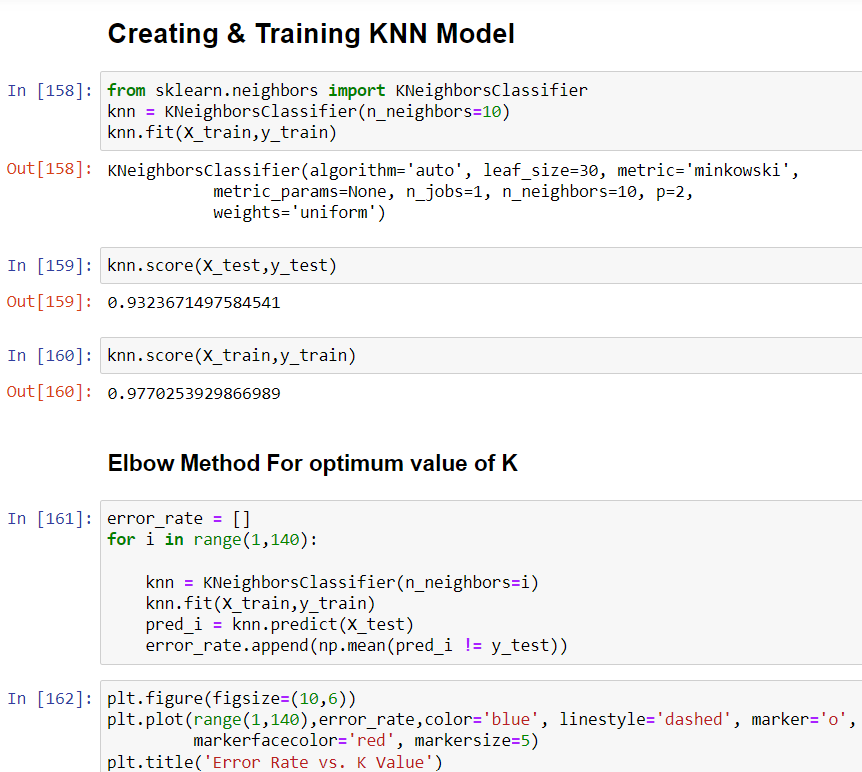 Creating & Training KNN Model
In [158]: from sklearn.neighbors import KNeighborsClassifier
knn = KNeighborsClassifier(n_neighbors=10)
knn.fit(X_train,y_train)
Out[158]: KNeighborsClassifier(algorithm='auto', leaf_size=30, metric='minkowski',
metric_params=None, n_jobs=1, n_neighbors=10, p=2,
weights='uniform')
In [159]: knn.score(X_test,y_test)
Out[159]: 0.9323671497584541
In [160]: knn.score(X_train,y_train)
Out[160]: 0.9770253929866989
Elbow Method For optimum value of K
In [161]: error_rate = []
for i in range(1,140):
knn = KNeighborsClassifier(n_neighbors=i)
knn.fit(X_train,y_train)
pred_i = knn.predict(X_test)
error_rate.append(np.mean(pred_i != y_test))
In [162]: plt.figure(figsize=(10,6))
plt.plot(range(1,140),error_rate,color='blue', linestyle='dashed', marker='o',
markerfacecolor='red', markersize=5)
plt.title('Error Rate vs. K Value')